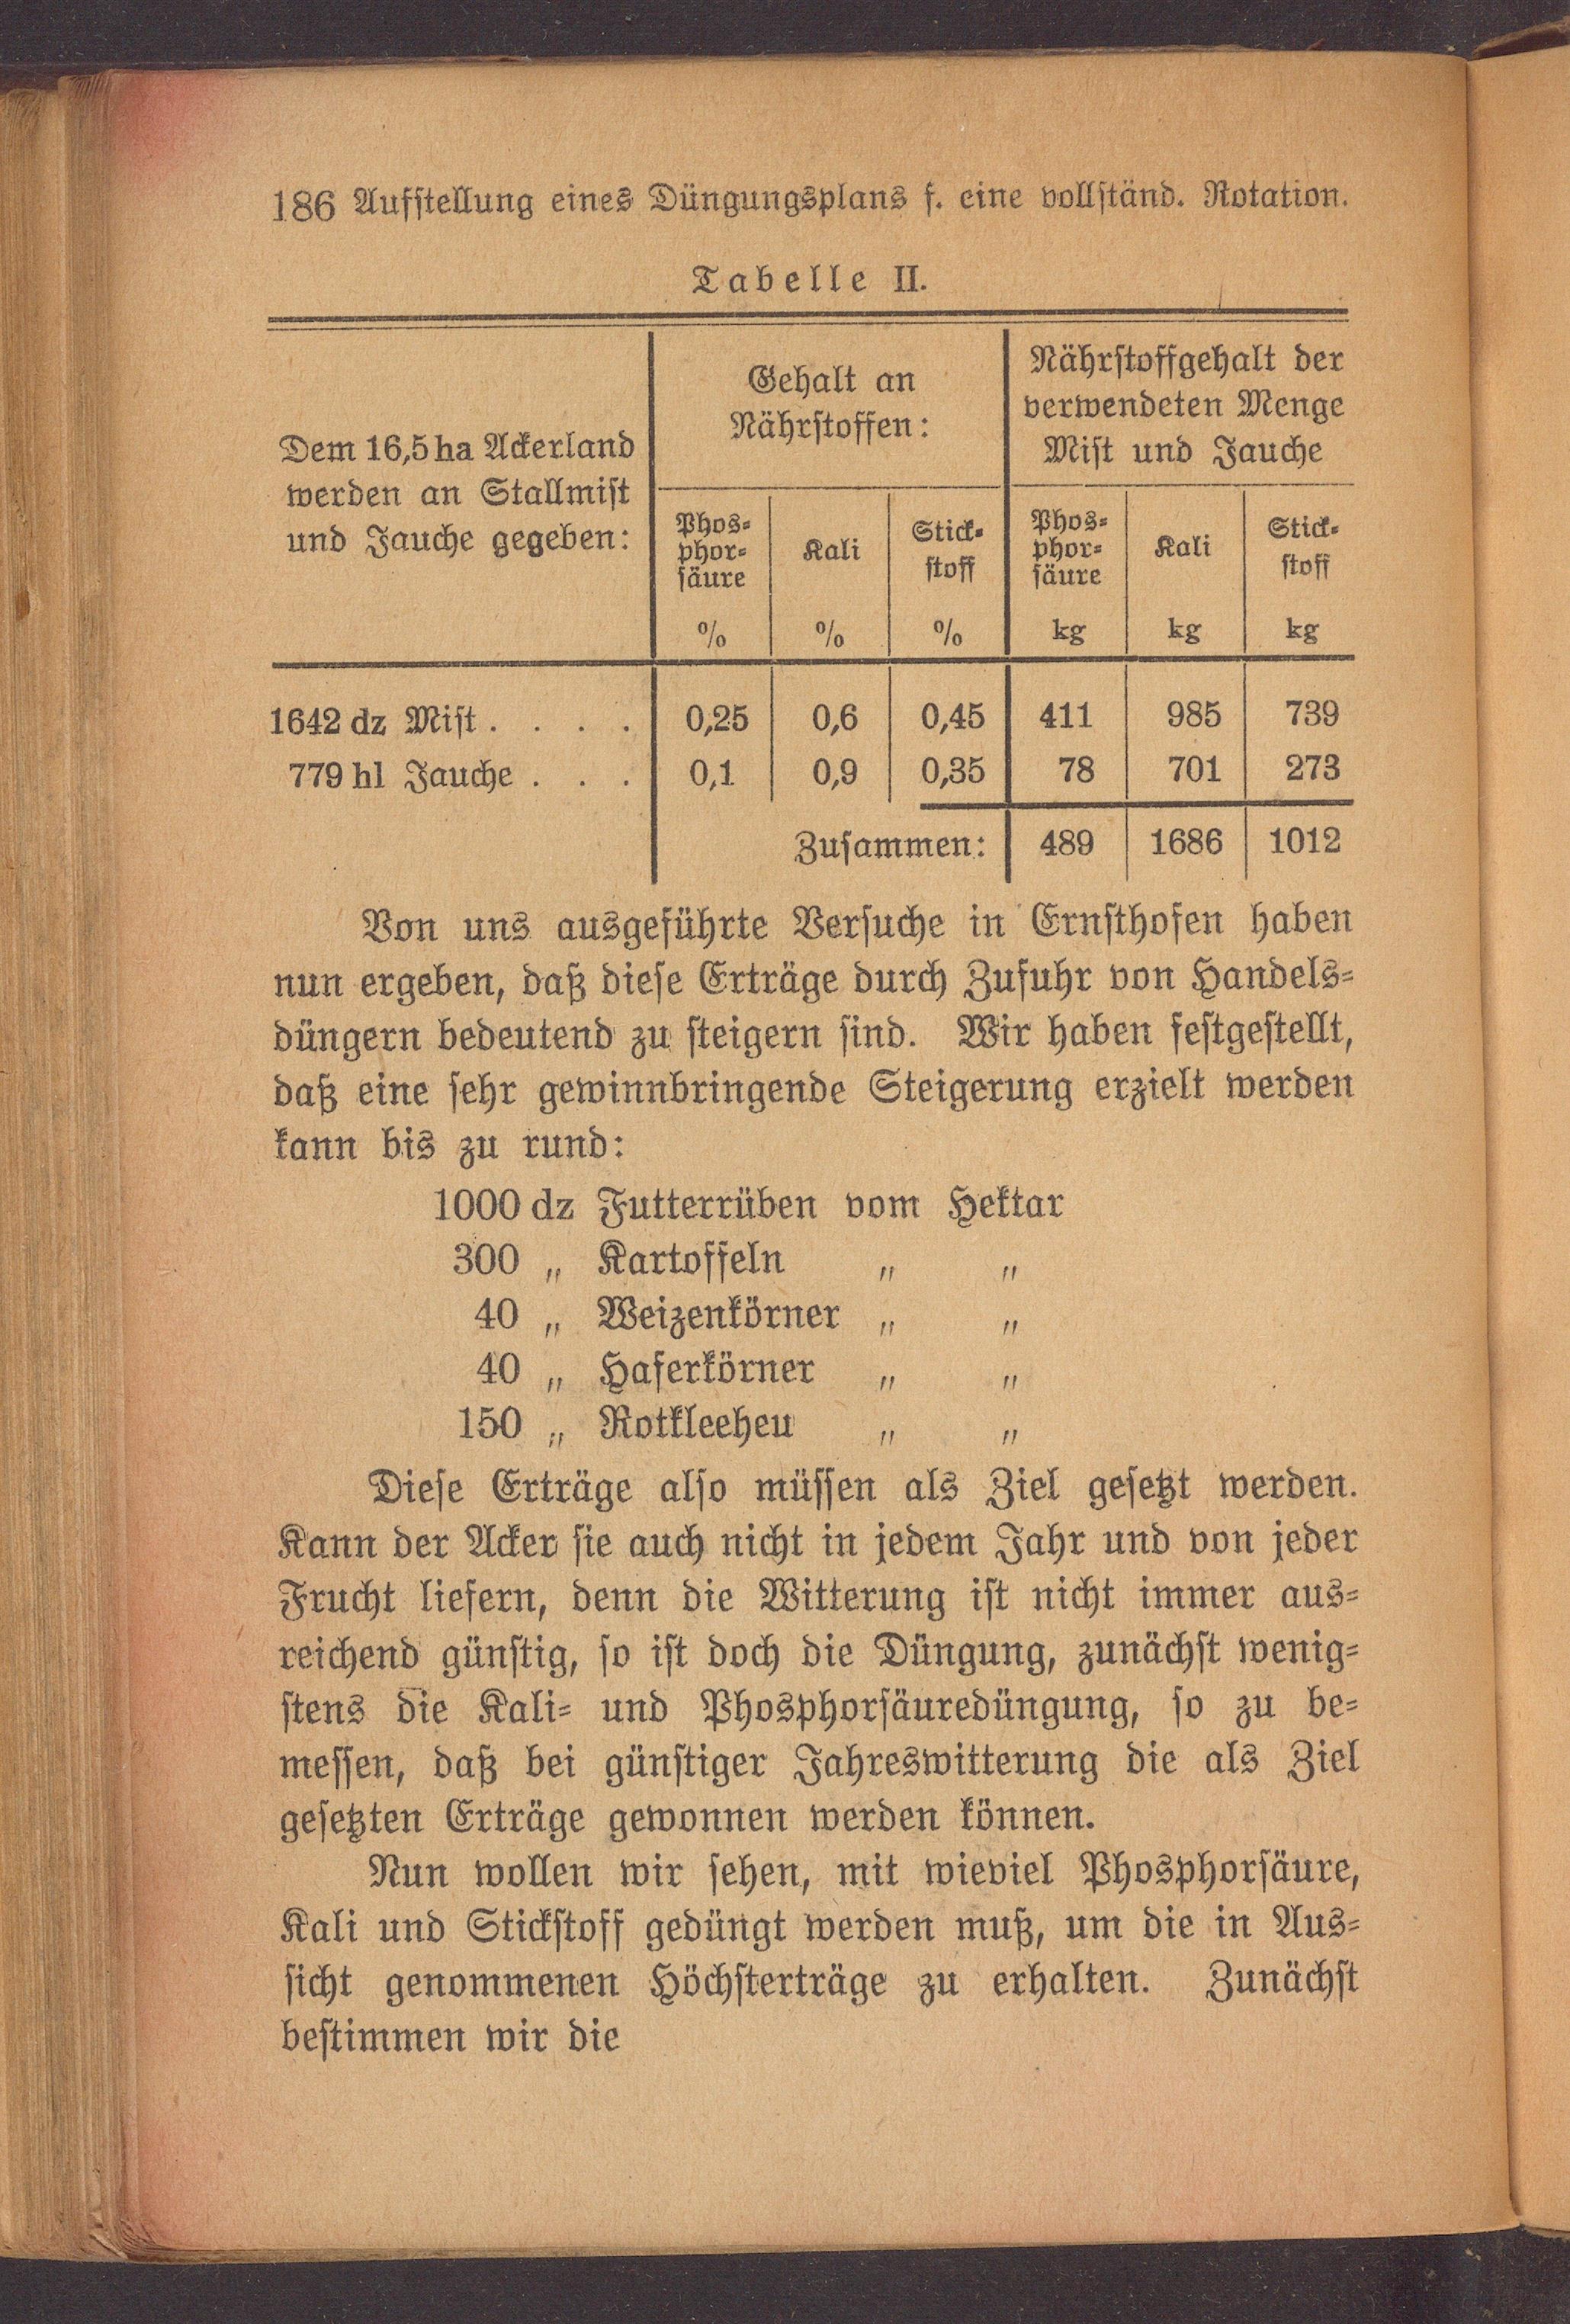 186 Aufstellung eines Düngungsplans f. eine vollständ. Rotation.
Tabelle II.
Dem 16,5 ha Ackerland
werden an Stallmist
und Jauche gegeben:
Gehalt an
Nährstoffen:
Nährstoffgehalt der
verwendeten Menge
Mist und Jauche
Phos-
phor-
säure
Kali
Stick-
stoff
Phos-
phor-
säure
Kali
Stick-
stoff
% % % kg kg kg
1642 dz Mist . . . . 0,25 0,6 0,45 411 985 739
779 hl Jauche . . . 0,1 0,9 0,35 78 701 273
Zusammen: 489 1686 1012
Von uns ausgeführte Versuche in Ernsthofen haben
nun ergeben, daß diese Erträge durch Zufuhr von Handels-
düngern bedeutend zu steigern sind. Wir haben festgestellt,
daß eine sehr gewinnbringende Steigerung erzielt werden
kann bis zu rund:
1000 dz Futterrüben vom Hektar
300 „ Kartoffeln „ „
40 „ Weizenkörner „ „
40 „ Haferkörner „ „
150 „ Rotkleeheu „ „
Diese Erträge also müssen als Ziel gesetzt werden.
Kann der Acker sie auch nicht in jedem Jahr und von jeder
Frucht liefern, denn die Witterung ist nicht immer aus-
reichend günstig, so ist doch die Düngung, zunächst wenig-
stens die Kali- und Phosphorsäuredüngung, so zu be-
messen, daß bei günstiger Jahreswitterung die als Ziel
gesetzten Erträge gewonnen werden können.
Nun wollen wir sehen, mit wieviel Phosphorsäure,
Kali und Stickstoff gedüngt werden muß, um die in Aus-
sicht genommenen Höchsterträge zu erhalten. Zunächst
bestimmen wir die